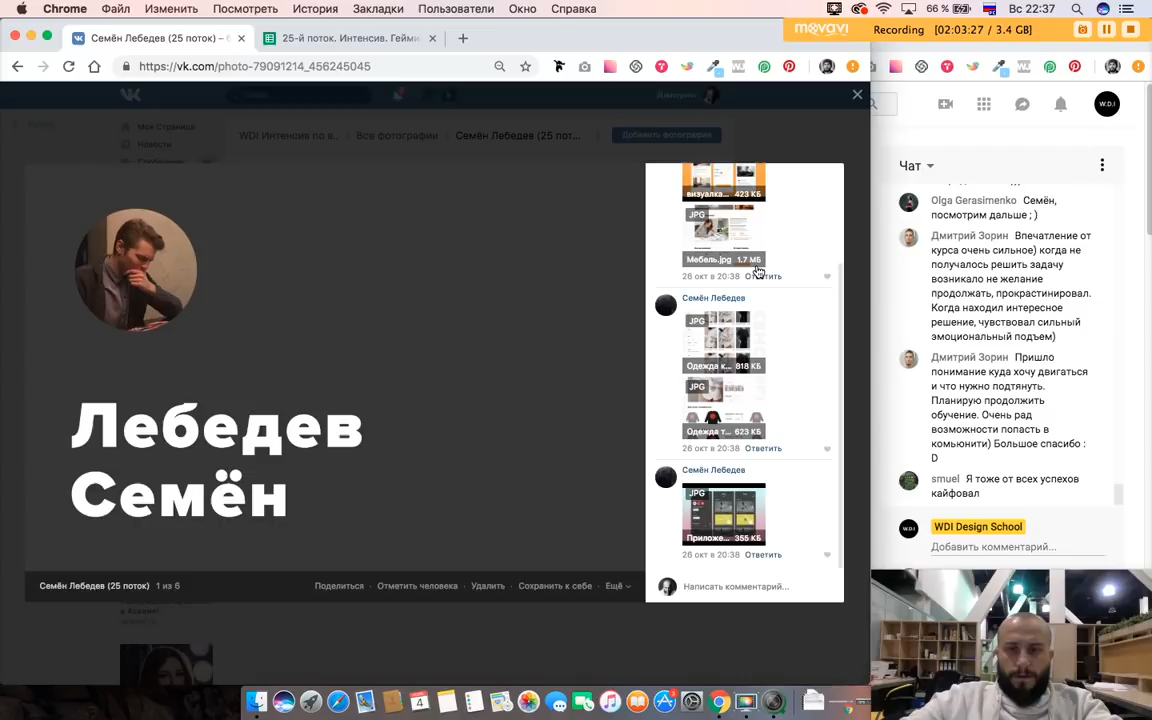 Chrome Файл Изменить Посмотреть История Закладки Пользователи Окно Справка
66 % Вс 22:37
Семён Лебедев (25 поток) –
25-й поток. Интенсив. Гейми
movavi Recording [02:03:27 / 3.4 GB]
https://vk.com/photo-79091214_456245045
Моя Страница
Новости
WDI Интенсив по в.. Все фотографии Семён Лебедев (25 пот... Добавить фотографии
W.D.I
Чат
Olga Gerasimenko Семён,
посмотрим дальше ; )
Дмитрий Зорин Впечатление от
курса очень сильное) когда не
получалось решить задачу
возникало не желание
продолжать, прокрастинировал.
Когда находил интересное
решение, чувствовал сильный
эмоциональный подъем)
Дмитрий Зорин Пришло
понимание куда хочу двигаться
и что нужно подтянуть.
Планирую продолжить
обучение. Очень рад
возможности попасть в
комьюнити) Большое спасибо :
D
smuel Я тоже от всех успехов
кайфовал
W.D.I
WDI Design School
Добавить комментарий...
визуалка... 423 КБ
JPG
Мебель.jpg 1.7 МБ
26 окт в 20:38 Ответить
Семён Лебедев
JPG
Одежда к... 818 КБ
JPG
Одежда т... 623 КБ
26 окт в 20:38 Ответить
Семён Лебедев
JPG
Приложе... 355 КБ
26 окт в 20:38 Ответить
Написать комментарий...
Лебедев
Семён
Семён Лебедев (25 поток) 1 из 6
Поделиться · Отметить человека · Удалить · Сохранить к себе · Ещё